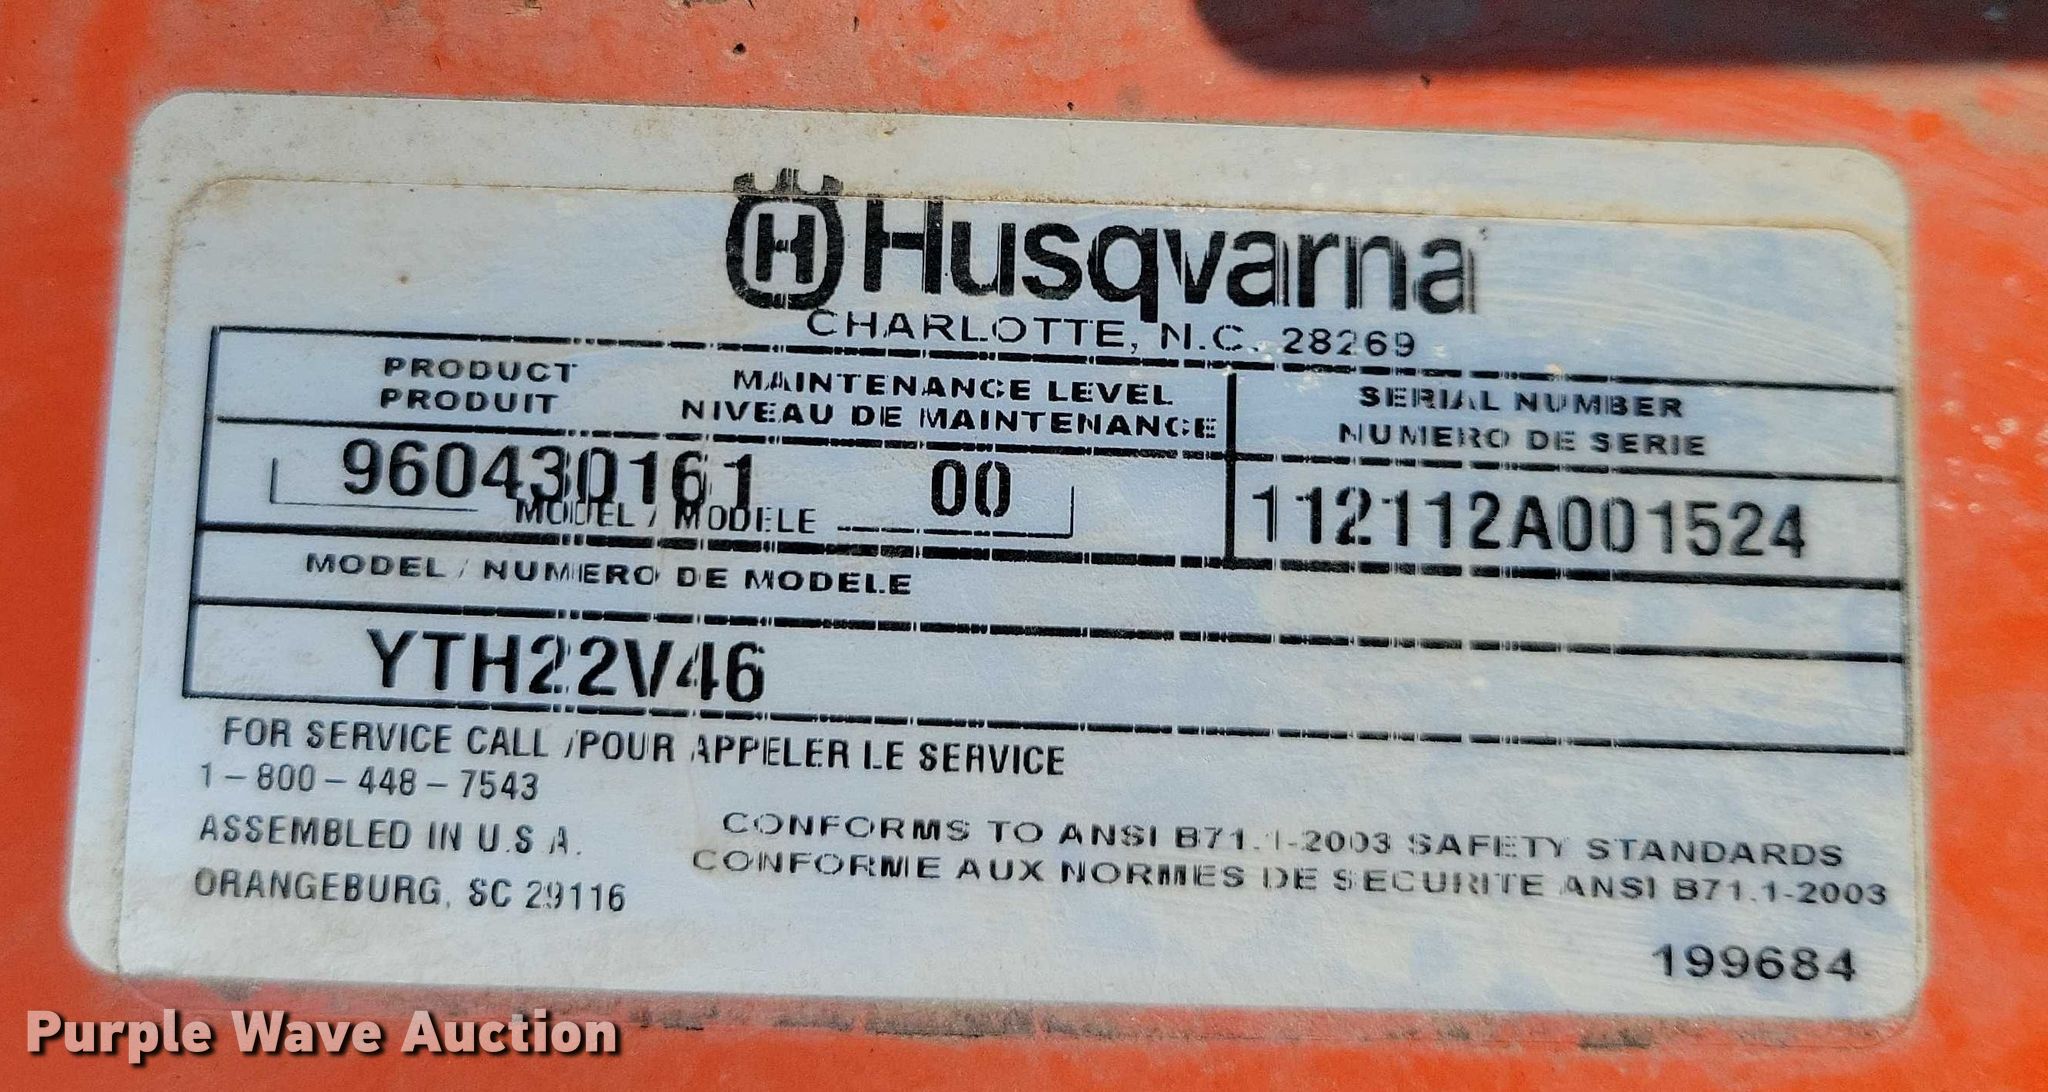 H Husqvarna
CHARLOTTE, N.C. 28269
PRODUCT
PRODUIT
MAINTENANCE LEVEL
NIVEAU DE MAINTENANCE
SERIAL NUMBER
NUMERO DE SERIE
960430161 00
MODEL / MODELE
112112A001524
MODEL / NUMERO DE MODELE
YTH22V46
FOR SERVICE CALL /POUR APPELER LE SERVICE
1-800-448-7543
ASSEMBLED IN U.S.A.
ORANGEBURG, SC 29116
CONFORMS TO ANSI B71.1-2003 SAFETY STANDARDS
CONFORME AUX NORMES DE SECURITE ANSI B71.1-2003
199684
Purple Wave Auction